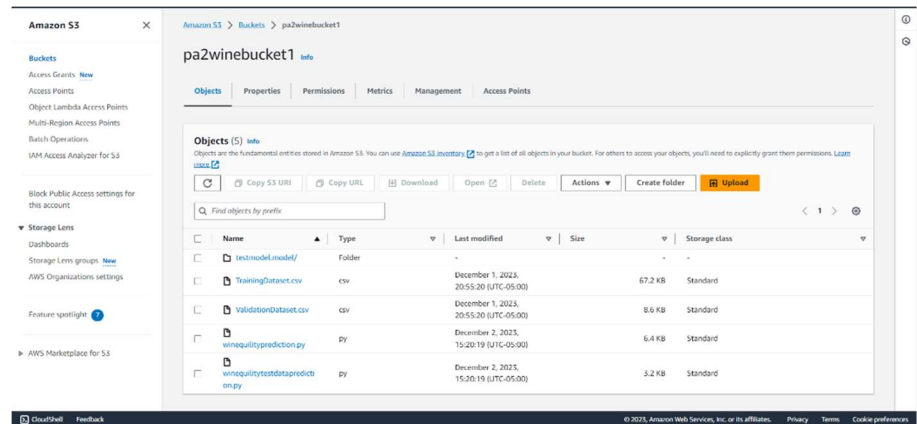 Amazon S3
Buckets
Access Grants New
Access Points
Object Lambda Access Points
Multi-Region Access Points
Batch Operations
IAM Access Analyzer for S3
Block Public Access settings for
this account
Storage Lens
Dashboards
Storage Lens groups New
AWS Organizations settings
Feature spotlight 7
AWS Marketplace for S3
Amazon S3 > Buckets > pa2winebucket1
pa2winebucket1 Info
Objects Properties Permissions Metrics Management Access Points
Objects (5) Info
Objects are the fundamental entities stored in Amazon S3. You can use Amazon S3 inventory to get a list of all objects in your bucket. For others to access your objects, you'll need to explicitly grant them permissions. Learn
more
Copy S3 URI Copy URL Download Open Delete Actions Create folder Upload
Find objects by prefix
< 1 >
Name Type Last modified Size Storage class
testmodel.model/ Folder - - -
TrainingDataset.csv csv December 1, 2023, 67.2 KB Standard
20:55:20 (UTC-05:00)
ValidationDataset.csv csv December 1, 2023, 8.6 KB Standard
20:55:20 (UTC-05:00)
winequilityprediction.py py December 2, 2023, 6.4 KB Standard
15:20:19 (UTC-05:00)
winequilitytestdatapredicti py December 2, 2023, 3.2 KB Standard
on.py 15:20:19 (UTC-05:00)
CloudShell Feedback © 2023, Amazon Web Services, Inc. or its affiliates. Privacy Terms Cookie preferences